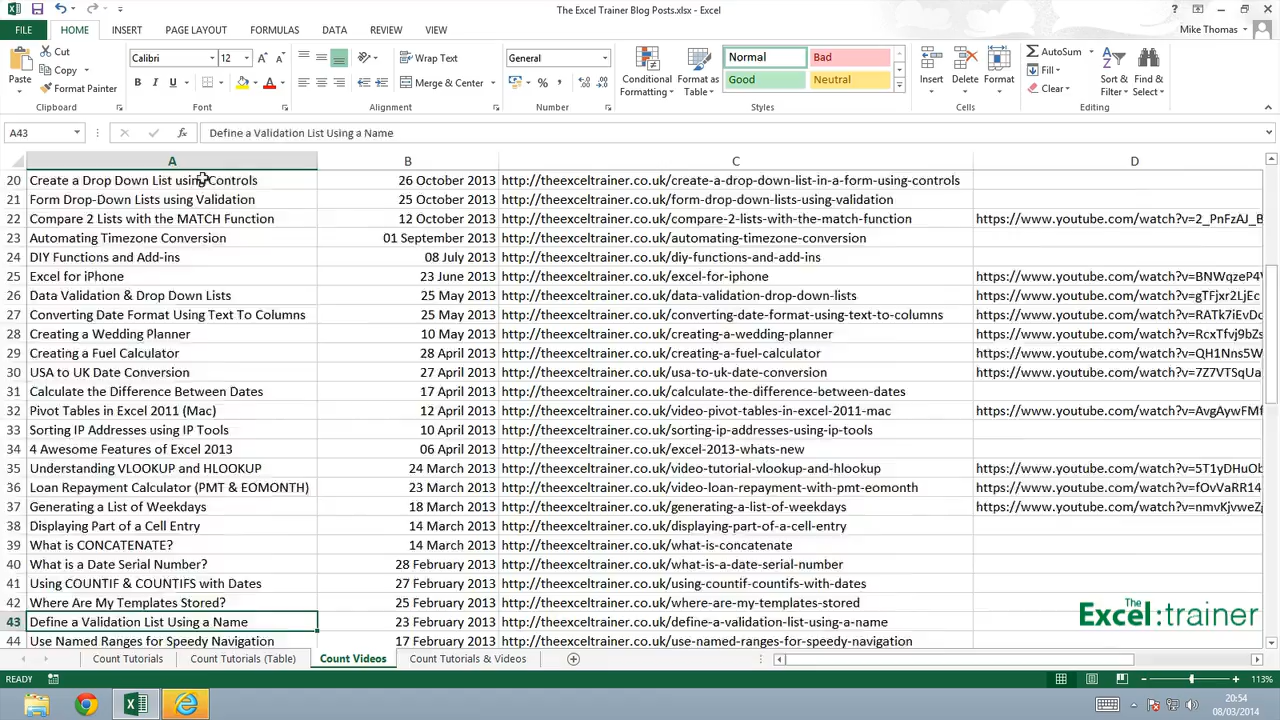 The Excel Trainer Blog Posts.xlsx - Excel
FILE HOME INSERT PAGE LAYOUT FORMULAS DATA REVIEW VIEW Mike Thomas
Cut
Copy
Format Painter
Paste
Clipboard
Calibri 12
B I U
Font
Wrap Text
Merge & Center
Alignment
General
%
Number
Conditional Formatting
Format as Table
Normal Bad
Good Neutral
Styles
Insert Delete Format
Cells
AutoSum
Fill
Clear
Sort & Filter
Find & Select
Editing
A43 fx Define a Validation List Using a Name
A B C D
20 Create a Drop Down List using Controls 26 October 2013 http://theexceltrainer.co.uk/create-a-drop-down-list-in-a-form-using-controls
21 Form Drop-Down Lists using Validation 25 October 2013 http://theexceltrainer.co.uk/form-drop-down-lists-using-validation
22 Compare 2 Lists with the MATCH Function 12 October 2013 http://theexceltrainer.co.uk/compare-2-lists-with-the-match-function https://www.youtube.com/watch?v=2_PnFzAJ_B
23 Automating Timezone Conversion 01 September 2013 http://theexceltrainer.co.uk/automating-timezone-conversion
24 DIY Functions and Add-ins 08 July 2013 http://theexceltrainer.co.uk/diy-functions-and-add-ins
25 Excel for iPhone 23 June 2013 http://theexceltrainer.co.uk/excel-for-iphone https://www.youtube.com/watch?v=BNWqzeP4V
26 Data Validation & Drop Down Lists 25 May 2013 http://theexceltrainer.co.uk/data-validation-drop-down-lists https://www.youtube.com/watch?v=gTFjxr2LjEc
27 Converting Date Format Using Text To Columns 25 May 2013 http://theexceltrainer.co.uk/converting-date-format-using-text-to-columns https://www.youtube.com/watch?v=RATk7iEvDc
28 Creating a Wedding Planner 10 May 2013 http://theexceltrainer.co.uk/creating-a-wedding-planner https://www.youtube.com/watch?v=RcxTfvj9bZs
29 Creating a Fuel Calculator 28 April 2013 http://theexceltrainer.co.uk/creating-a-fuel-calculator https://www.youtube.com/watch?v=QH1Nns5W
30 USA to UK Date Conversion 27 April 2013 http://theexceltrainer.co.uk/usa-to-uk-date-conversion https://www.youtube.com/watch?v=7Z7VTSqUa
31 Calculate the Difference Between Dates 17 April 2013 http://theexceltrainer.co.uk/calculate-the-difference-between-dates
32 Pivot Tables in Excel 2011 (Mac) 12 April 2013 http://theexceltrainer.co.uk/video-pivot-tables-in-excel-2011-mac https://www.youtube.com/watch?v=AvgAywFMf
33 Sorting IP Addresses using IP Tools 10 April 2013 http://theexceltrainer.co.uk/sorting-ip-addresses-using-ip-tools
34 4 Awesome Features of Excel 2013 06 April 2013 http://theexceltrainer.co.uk/excel-2013-whats-new
35 Understanding VLOOKUP and HLOOKUP 24 March 2013 http://theexceltrainer.co.uk/video-tutorial-vlookup-and-hlookup https://www.youtube.com/watch?v=5T1yDHuOb
36 Loan Repayment Calculator (PMT & EOMONTH) 23 March 2013 http://theexceltrainer.co.uk/video-loan-repayment-with-pmt-eomonth https://www.youtube.com/watch?v=fOvVaRR14
37 Generating a List of Weekdays 18 March 2013 http://theexceltrainer.co.uk/generating-a-list-of-weekdays https://www.youtube.com/watch?v=nmvKjvweZg
38 Displaying Part of a Cell Entry 14 March 2013 http://theexceltrainer.co.uk/displaying-part-of-a-cell-entry
39 What is CONCATENATE? 14 March 2013 http://theexceltrainer.co.uk/what-is-concatenate
40 What is a Date Serial Number? 28 February 2013 http://theexceltrainer.co.uk/what-is-a-date-serial-number
41 Using COUNTIF & COUNTIFS with Dates 27 February 2013 http://theexceltrainer.co.uk/using-countif-countifs-with-dates
42 Where Are My Templates Stored? 25 February 2013 http://theexceltrainer.co.uk/where-are-my-templates-stored
43 Define a Validation List Using a Name 23 February 2013 http://theexceltrainer.co.uk/define-a-validation-list-using-a-name
44 Use Named Ranges for Speedy Navigation 17 February 2013 http://theexceltrainer.co.uk/use-named-ranges-for-speedy-navigation
The
Excel:trainer
Count Tutorials Count Tutorials (Table) Count Videos Count Tutorials & Videos
READY 113%
20:54
08/03/2014